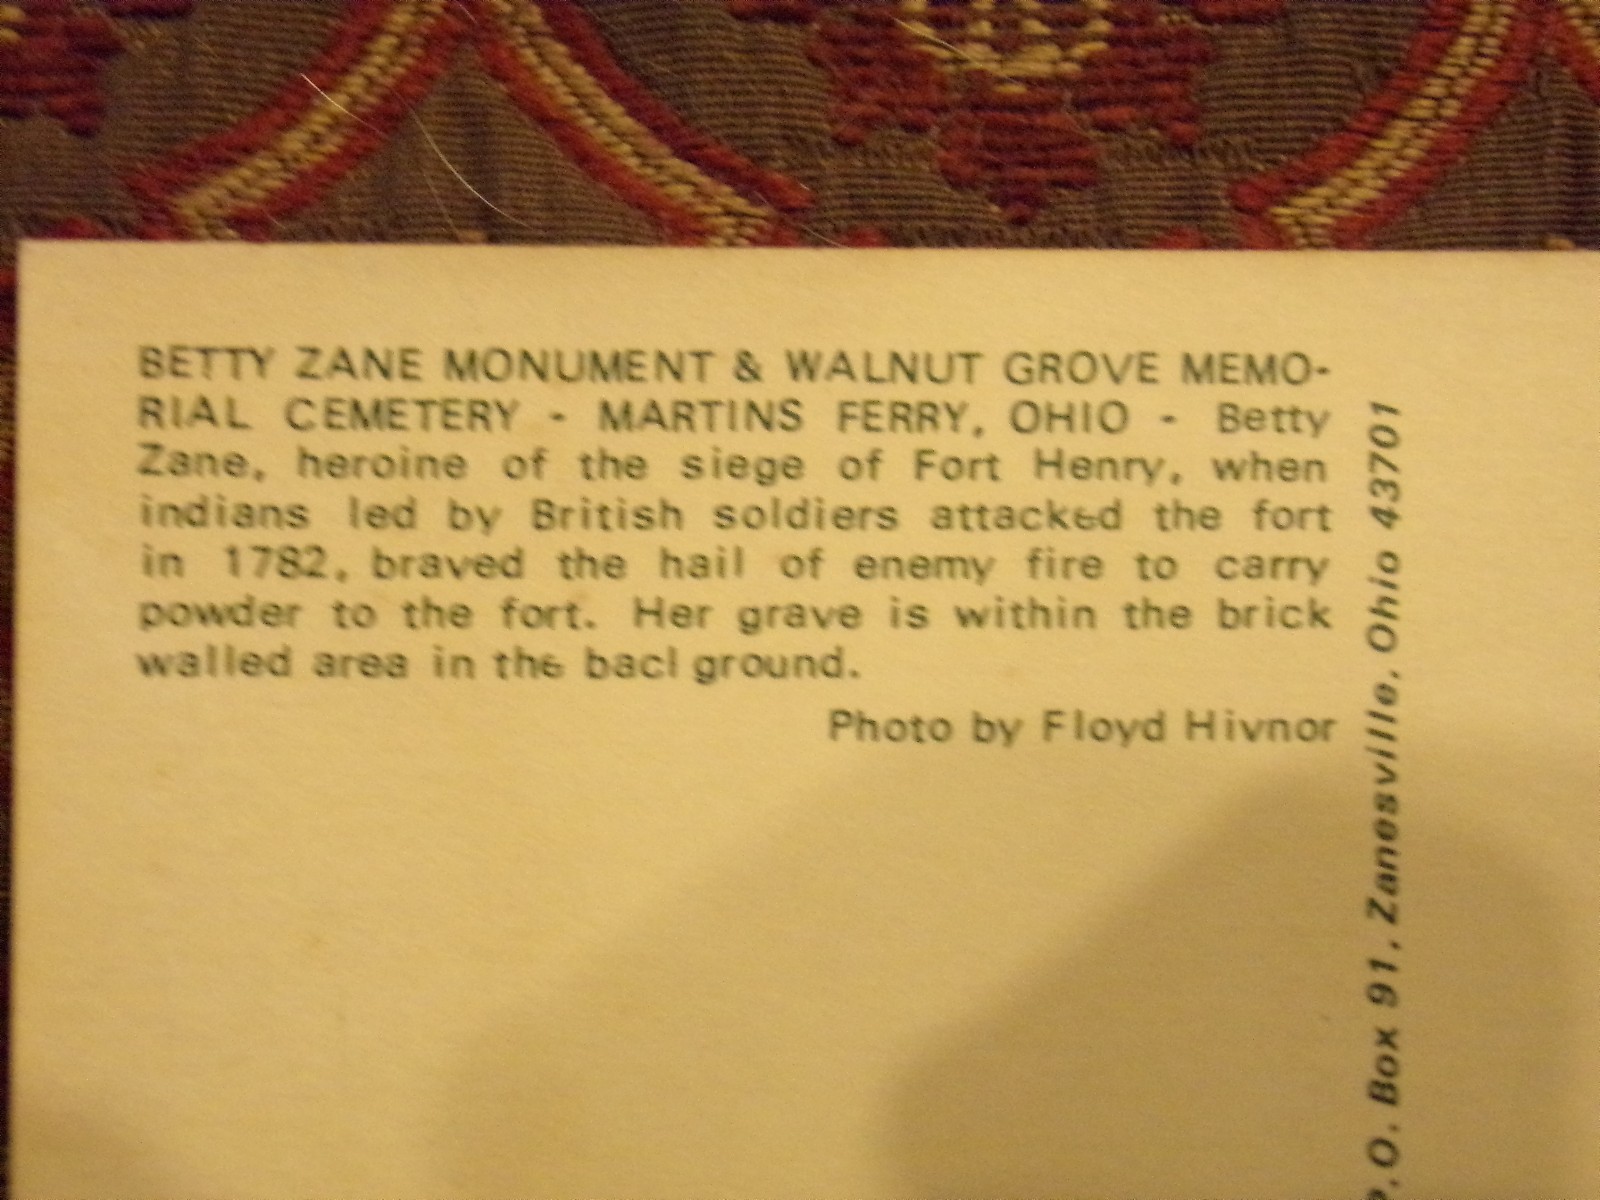 BETTY ZANE MONUMENT & WALNUT GROVE MEMO-
RIAL CEMETERY - MARTINS FERRY, OHIO - Betty
Zane, heroine of the siege of Fort Henry, when
indians led by British soldiers attacked the fort
in 1782, braved the hail of enemy fire to carry
powder to the fort. Her grave is within the brick
walled area in the bacl ground.
Photo by Floyd Hivnor
P.O. Box 91, Zanesville, Ohio 43701